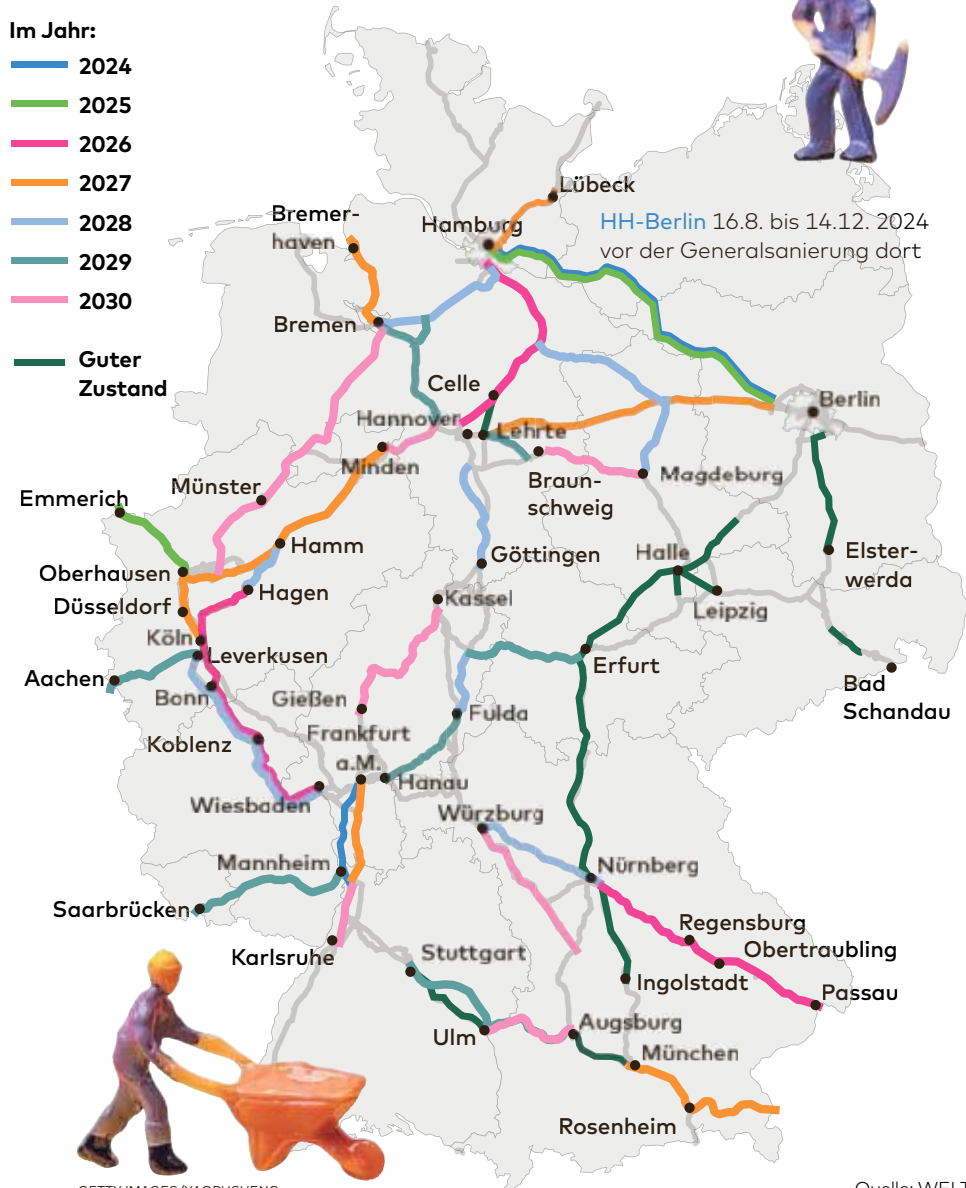 Im Jahr:
2024
2025
2026
2027
2028
2029
2030
Guter
Zustand
Lübeck
Bremer-
haven
Hamburg
HH-Berlin 16.8. bis 14.12. 2024
vor der Generalsanierung dort
Bremen
Celle
Berlin
Hannover
Lehrte
Minden
Münster
Braun-
schweig
Magdeburg
Emmerich
Hamm
Göttingen
Halle
Elster-
werda
Oberhausen
Hagen
Kassel
Leipzig
Düsseldorf
Köln
Leverkusen
Erfurt
Aachen
Bonn
Gießen
Fulda
Bad
Schandau
Koblenz
Frankfurt
a.M.
Hanau
Wiesbaden
Würzburg
Mannheim
Nürnberg
Saarbrücken
Regensburg
Obertraubling
Karlsruhe
Stuttgart
Ingolstadt
Passau
Ulm
Augsburg
München
Rosenheim
Quelle: WELT